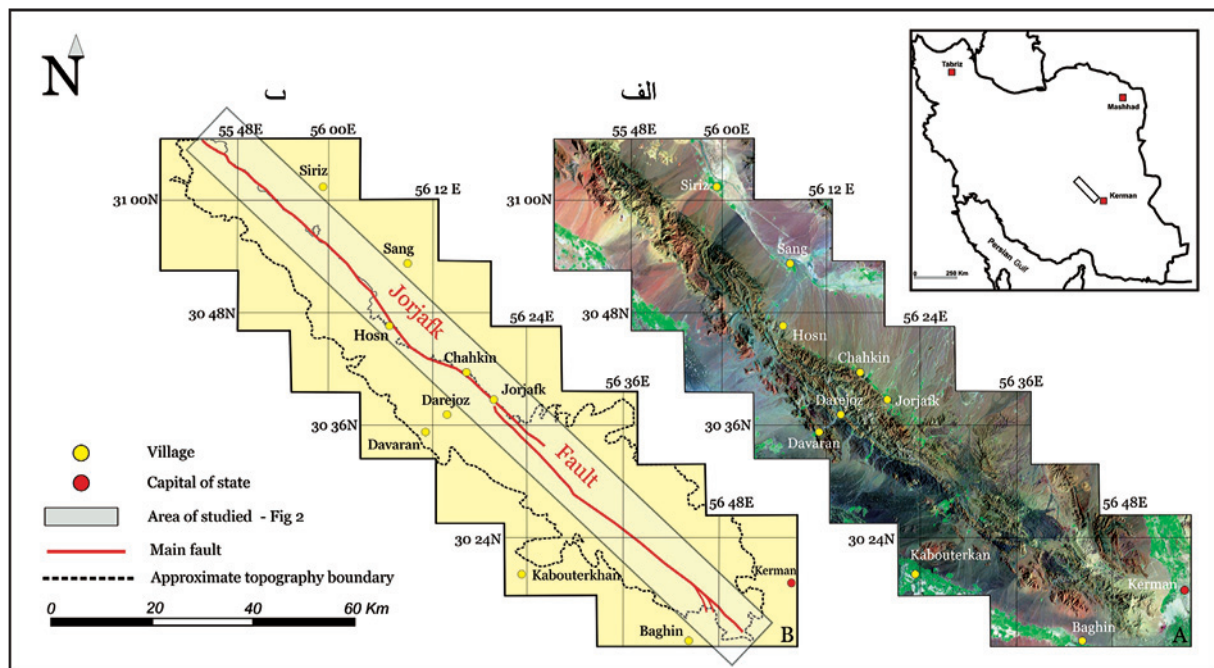 N
ب
الف
55 48E
56 00E
56 12 E
56 24E
56 36E
56 48E
31 00N
30 48N
30 36N
30 24N
Siriz
Sang
Hosn
Jorjafk
Chahkin
Jorjafk
Darejoz
Davaran
Fault
Kabouterkhan
Kerman
Baghin
B
Village
Capital of state
Area of studied - Fig 2
Main fault
Approximate topography boundary
0 20 40 60 Km
55 48E
56 00E
56 12 E
56 24E
56 36E
56 48E
31 00N
30 48N
30 36N
30 24N
Siriz
Sang
Hosn
Chahkin
Darejoz
Jorjafk
Davaran
Kabouterkan
Kerman
Baghin
A
Tabriz
Mashhad
Kerman
Persian Gulf
0 250 Km